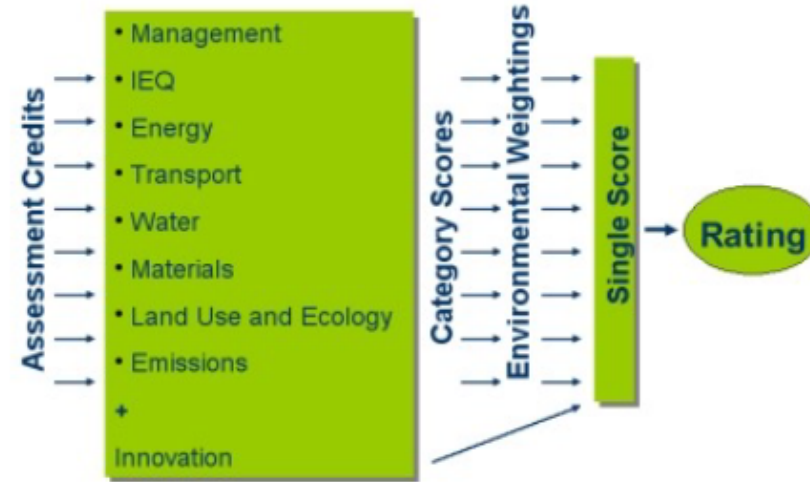 Assessment Credits
• Management
• IEQ
• Energy
• Transport
• Water
• Materials
• Land Use and Ecology
• Emissions
+
Innovation
Category Scores
Environmental Weightings
Single Score
Rating